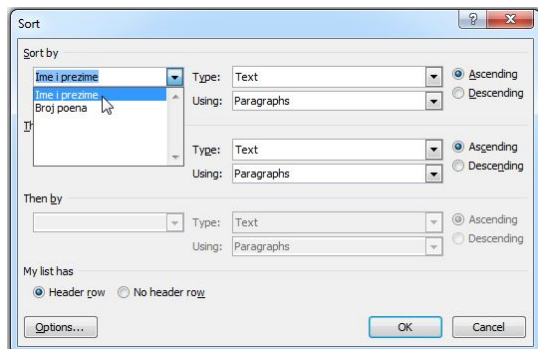 Sort
Sort by
Ime i prezime Type: Text Ascending
Ime i prezime
Broj poena
Using: Paragraphs Descending
Th
Type: Text Ascending
Using: Paragraphs Descending
Then by
Type: Text Ascending
Using: Paragraphs Descending
My list has
Header row No header row
Options... OK Cancel